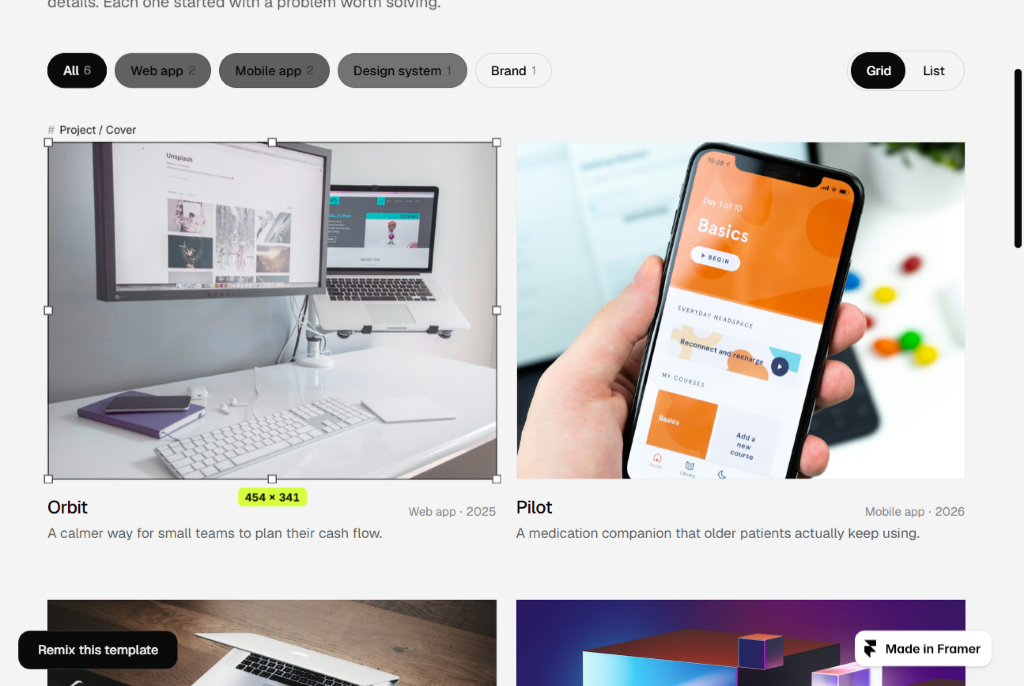 details. Each one started with a problem worth solving.
All 6 Web app 2 Mobile app 2 Design system 1 Brand 1 Grid List
# Project / Cover
Unsplash
15:28
Day 1 of 10
Basics
BEGIN
EVERYDAY HEADSPACE
Reconnect and recharge
MY COURSES
Basics
Add a
new
course
Home
Library
454 × 341
Orbit
Web app · 2025
A calmer way for small teams to plan their cash flow.
Pilot
Mobile app · 2026
A medication companion that older patients actually keep using.
Remix this template
Made in Framer